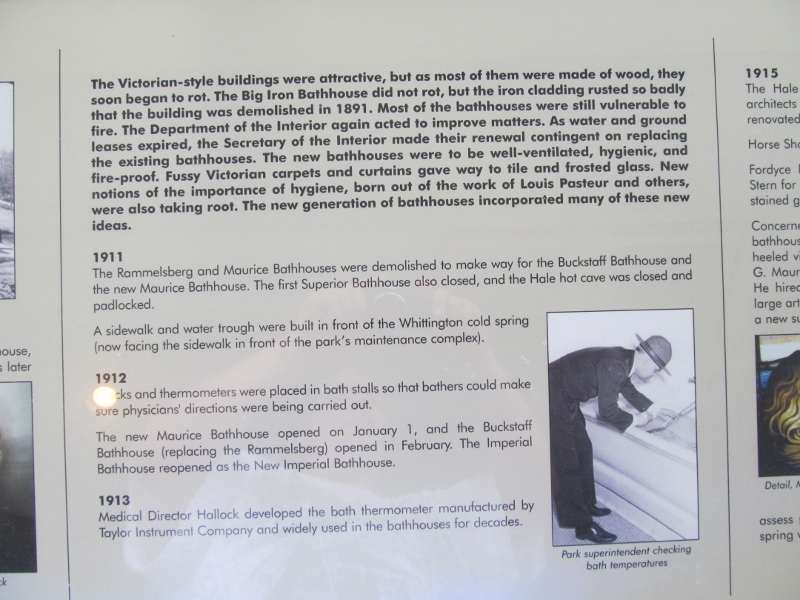 The Victorian-style buildings were attractive, but as most of them were made of wood, they
soon began to rot. The Big Iron Bathhouse did not rot, but the iron cladding rusted so badly
that the building was demolished in 1891. Most of the bathhouses were still vulnerable to
fire. The Department of the Interior again acted to improve matters. As water and ground
leases expired, the Secretary of the Interior made their renewal contingent on replacing
the existing bathhouses. The new bathhouses were to be well-ventilated, hygienic, and
fire-proof. Fussy Victorian carpets and curtains gave way to tile and frosted glass. New
notions of the importance of hygiene, born out of the work of Louis Pasteur and others,
were also taking root. The new generation of bathhouses incorporated many of these new
ideas.
1911
The Rammelsberg and Maurice Bathhouses were demolished to make way for the Buckstaff Bathhouse and
the new Maurice Bathhouse. The first Superior Bathhouse also closed, and the Hale hot cave was closed and
padlocked.
A sidewalk and water trough were built in front of the Whittington cold spring
(now facing the sidewalk in front of the park's maintenance complex).
1912
and thermometers were placed in bath stalls so that bathers could make
sure physicians' directions were being carried out.
The new Maurice Bathhouse opened on January 1, and the Buckstaff
Bathhouse (replacing the Rammelsberg) opened in February. The Imperial
Bathhouse reopened as the New Imperial Bathhouse.
1913
Medical Director Hallock developed the bath thermometer manufactured by
Taylor Instrument Company and widely used in the bathhouses for decades.
Park superintendent checking
bath temperatures
later
1915
The Hale
architects
renovated
Horse
Fordyce
Stern for
stained
heeled
G.
He hired
large
a new
Detail,
assess
spring